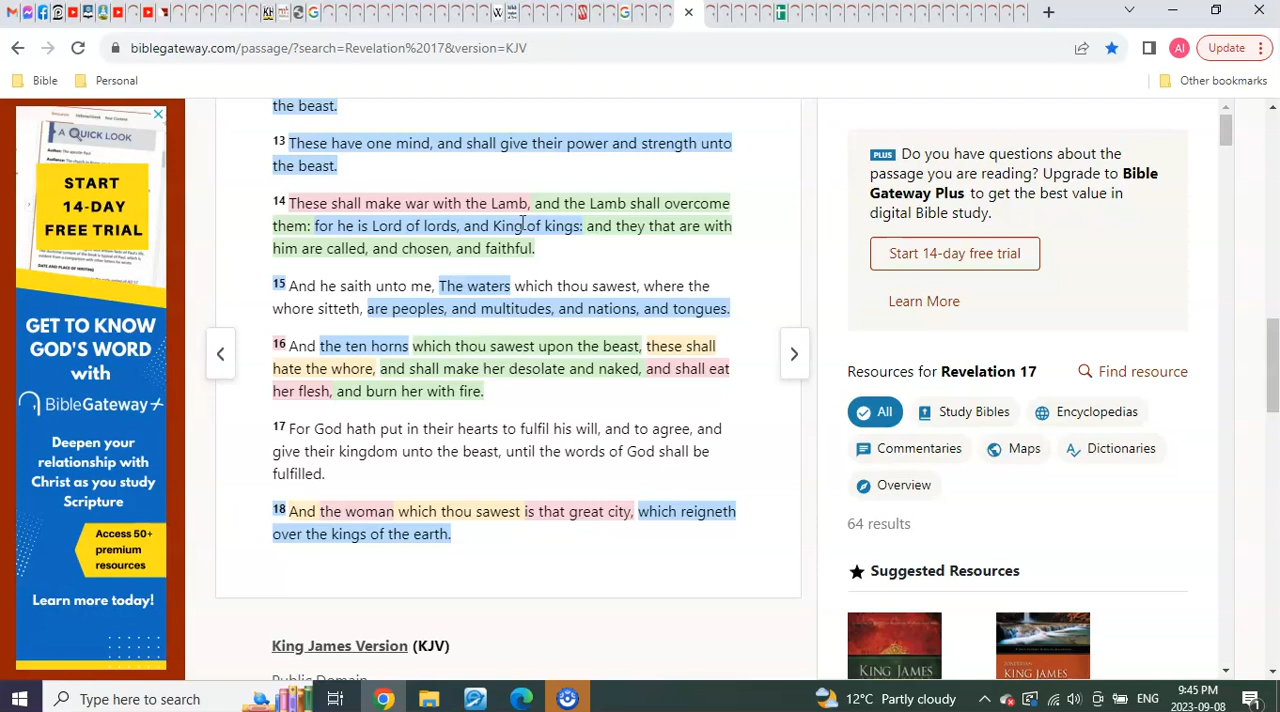 biblegateway.com/passage/?search=Revelation%2017&version=KJV
AI
Update
Bible
Personal
Other bookmarks
A QUICK LOOK
START
14-DAY
FREE TRIAL
GET TO KNOW
GOD'S WORD
with
BIBLEGATEWAY+
Deepen your
relationship with
Christ as you study
Scripture
Access 50+
premium
resources
Learn more today!
the beast.
13 These have one mind, and shall give their power and strength unto
the beast.
14 These shall make war with the Lamb, and the Lamb shall overcome
them: for he is Lord of lords, and King of kings: and they that are with
him are called, and chosen, and faithful.
15 And he saith unto me, The waters which thou sawest, where the
whore sitteth, are peoples, and multitudes, and nations, and tongues.
16 And the ten horns which thou sawest upon the beast, these shall
hate the whore, and shall make her desolate and naked, and shall eat
her flesh, and burn her with fire.
17 For God hath put in their hearts to fulfil his will, and to agree, and
give their kingdom unto the beast, until the words of God shall be
fulfilled.
18 And the woman which thou sawest is that great city, which reigneth
over the kings of the earth.
King James Version (KJV)
Public Domain
PLUS Do you have questions about the
passage you are reading? Upgrade to Bible
Gateway Plus to get the best value in
digital Bible study.
Start 14-day free trial
Learn More
Resources for Revelation 17
Find resource
All
Study Bibles
Encyclopedias
Commentaries
Maps
Dictionaries
Overview
64 results
Suggested Resources
KING JAMES
KING JAMES
Type here to search
12°C Partly cloudy
ENG
9:45 PM
2023-09-08
1